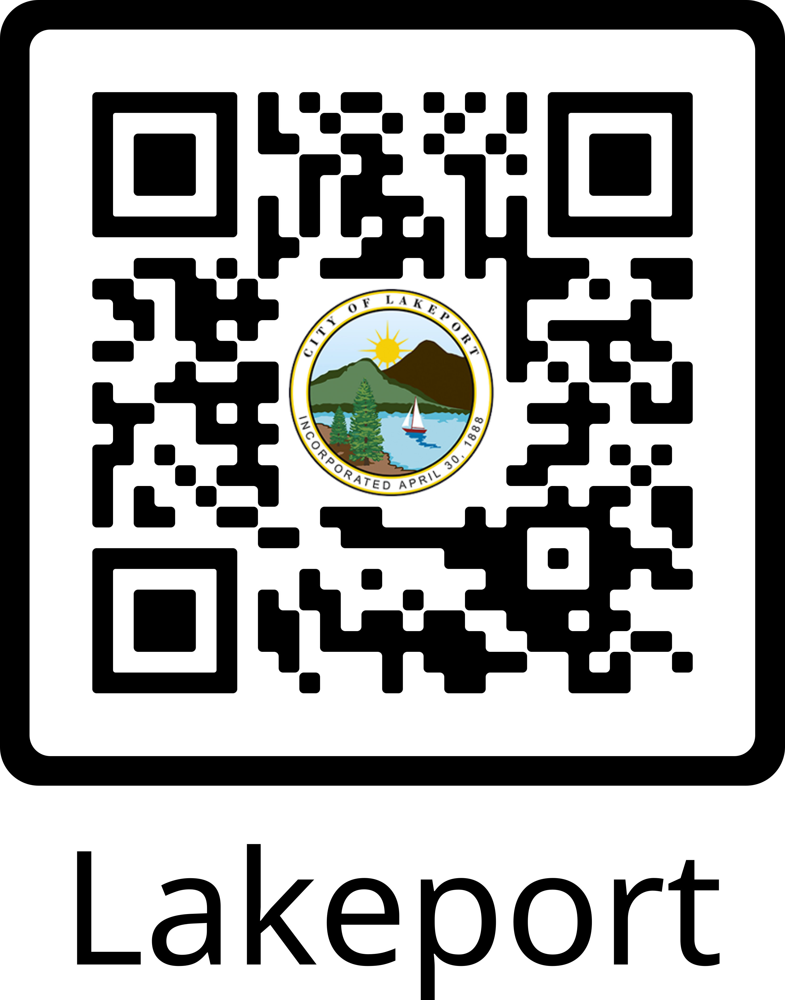 CITY OF LAKEPORT
INCORPORATED APRIL 30, 1888
Lakeport